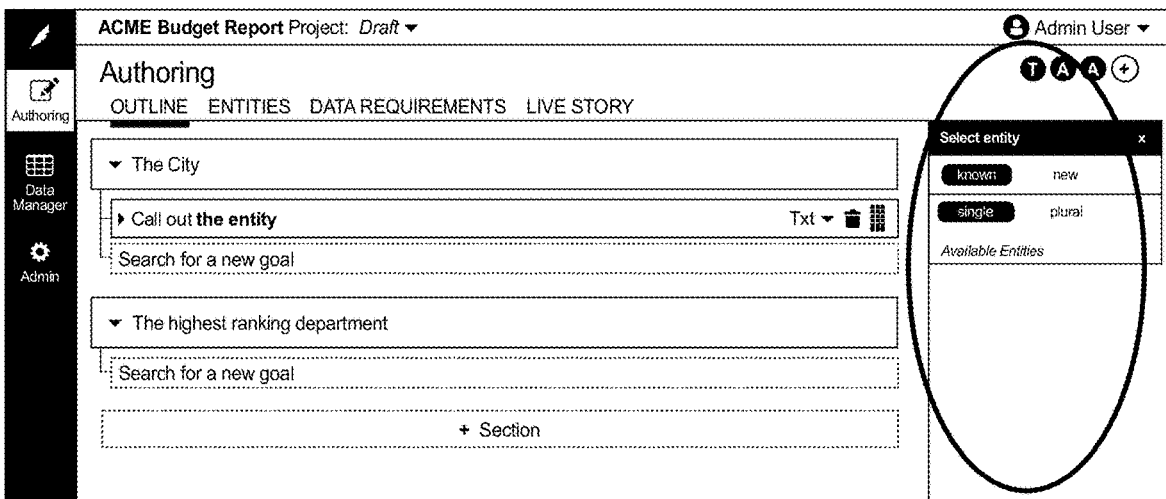 ACME Budget Report Project: Draft
Admin User
Authoring
T A A +
OUTLINE ENTITIES DATA REQUIREMENTS LIVE STORY
Authoring
Data
Manager
Admin
The City
Call out the entity Txt
Search for a new goal
The highest ranking department
Search for a new goal
+ Section
Select entity x
known new
single plural
Available Entities